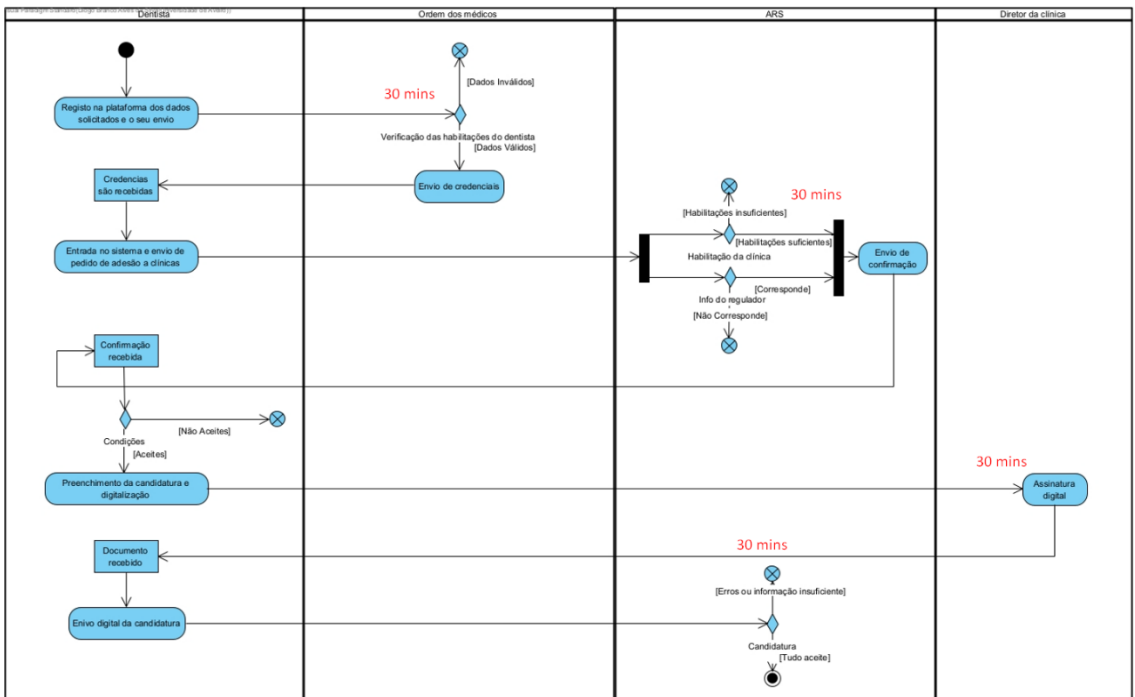 Dentista
Ordem dos médicos
ARS
Diretor da clínica
[Dados Inválidos]
30 mins
Registo na plataforma dos dados
solicitados e o seu envio
Verificação das habilitações do dentista
[Dados Válidos]
Credencias
são recebidas
Envio de credenciais
30 mins
[Habilitações insuficientes]
[Habilitações suficientes]
Entrada no sistema e envio de
pedido de adesão a clínicas
Habilitação da clínica
Envio de
confirmação
[Corresponde]
Info do regulador
[Não Corresponde]
Confirmação
recebida
[Não Aceites]
Condições
[Aceites]
30 mins
Preenchimento da candidatura e
digitalização
Assinatura
digital
30 mins
Documento
recebido
[Erros ou informação insuficiente]
Enivo digital da candidatura
Candidatura
[Tudo aceite]